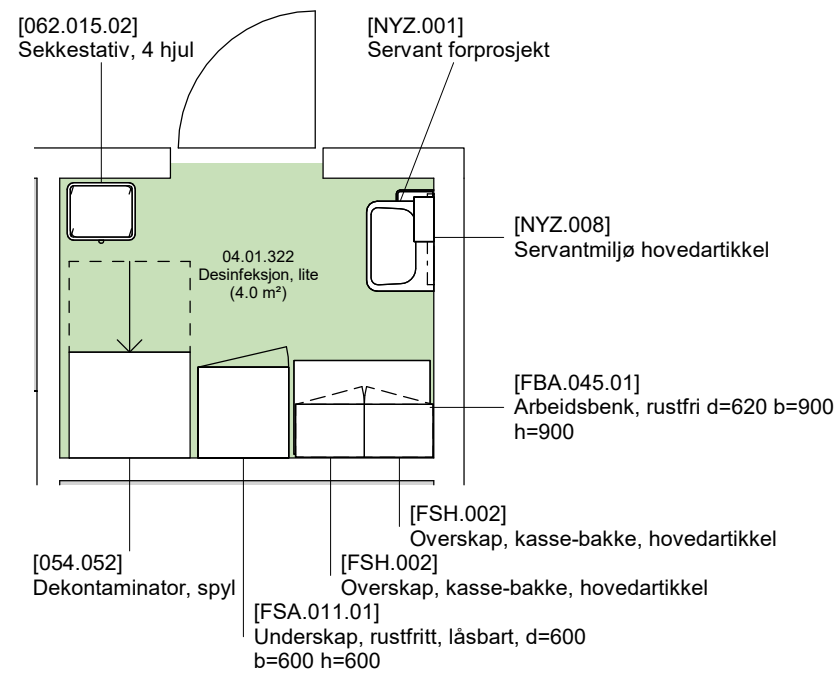 [062.015.02]
Sekkestativ, 4 hjul
[NYZ.001]
Servant forprosjekt
04.01.322
Desinfeksjon, lite
(4.0 m²)
[NYZ.008]
Servantmiljø hovedartikkel
[FBA.045.01]
Arbeidsbenk, rustfri d=620 b=900
h=900
[FSH.002]
Overskap, kasse-bakke, hovedartikkel
[054.052]
Dekontaminator, spyl
[FSH.002]
Overskap, kasse-bakke, hovedartikkel
[FSA.011.01]
Underskap, rustfritt, låsbart, d=600
b=600 h=600